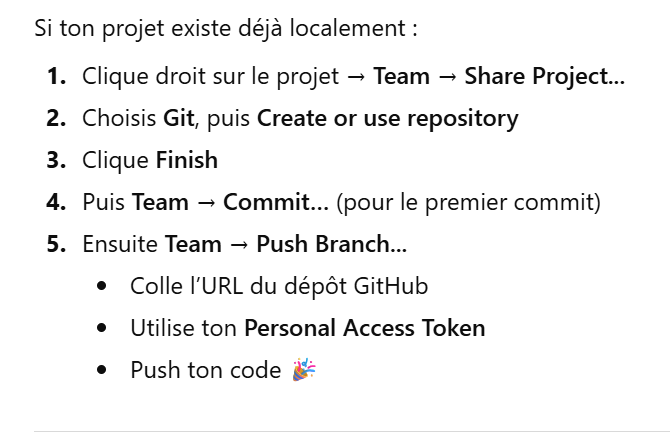 Si ton projet existe déjà localement :
1. Clique droit sur le projet → Team → Share Project...
2. Choisis Git, puis Create or use repository
3. Clique Finish
4. Puis Team → Commit... (pour le premier commit)
5. Ensuite Team → Push Branch...
• Colle l’URL du dépôt GitHub
• Utilise ton Personal Access Token
• Push ton code 🎉